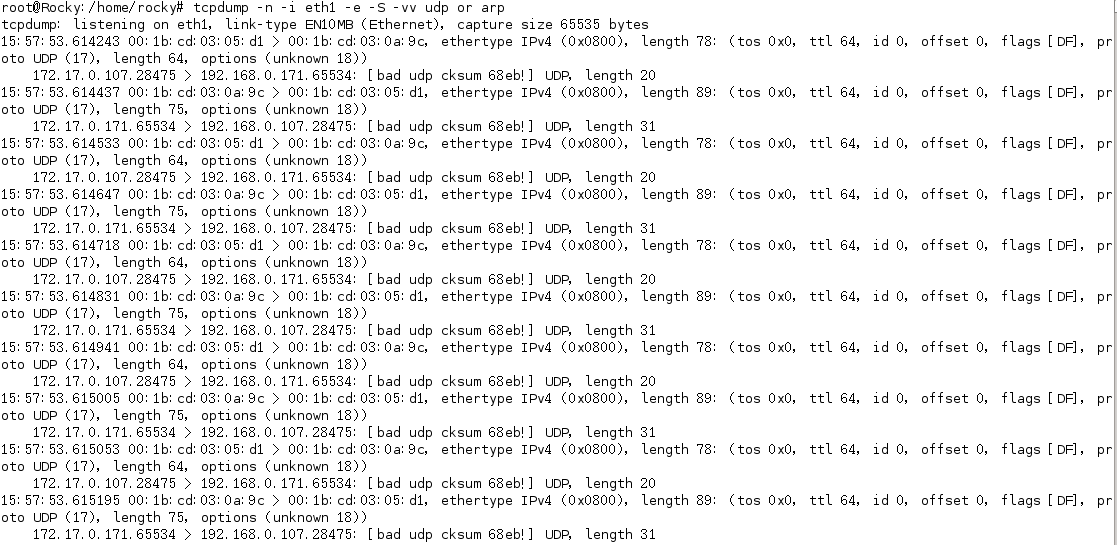 root@Rocky:/home/rocky# tcpdump -n -i eth1 -e -S -vv udp or arp
tcpdump: listening on eth1, link-type EN10MB (Ethernet), capture size 65535 bytes
15:57:53.614243 00:1b:cd:03:05:d1 > 00:1b:cd:03:0a:9c, ethertype IPv4 (0x0800), length 78: (tos 0x0, ttl 64, id 0, offset 0, flags [DF], pr
oto UDP (17), length 64, options (unknown 18))
    172.17.0.107.28475 > 192.168.0.171.65534: [bad udp cksum 68eb!] UDP, length 20
15:57:53.614437 00:1b:cd:03:0a:9c > 00:1b:cd:03:05:d1, ethertype IPv4 (0x0800), length 89: (tos 0x0, ttl 64, id 0, offset 0, flags [DF], pr
oto UDP (17), length 75, options (unknown 18))
    172.17.0.171.65534 > 192.168.0.107.28475: [bad udp cksum 68eb!] UDP, length 31
15:57:53.614533 00:1b:cd:03:05:d1 > 00:1b:cd:03:0a:9c, ethertype IPv4 (0x0800), length 78: (tos 0x0, ttl 64, id 0, offset 0, flags [DF], pr
oto UDP (17), length 64, options (unknown 18))
    172.17.0.107.28475 > 192.168.0.171.65534: [bad udp cksum 68eb!] UDP, length 20
15:57:53.614647 00:1b:cd:03:0a:9c > 00:1b:cd:03:05:d1, ethertype IPv4 (0x0800), length 89: (tos 0x0, ttl 64, id 0, offset 0, flags [DF], pr
oto UDP (17), length 75, options (unknown 18))
    172.17.0.171.65534 > 192.168.0.107.28475: [bad udp cksum 68eb!] UDP, length 31
15:57:53.614718 00:1b:cd:03:05:d1 > 00:1b:cd:03:0a:9c, ethertype IPv4 (0x0800), length 78: (tos 0x0, ttl 64, id 0, offset 0, flags [DF], pr
oto UDP (17), length 64, options (unknown 18))
    172.17.0.107.28475 > 192.168.0.171.65534: [bad udp cksum 68eb!] UDP, length 20
15:57:53.614831 00:1b:cd:03:0a:9c > 00:1b:cd:03:05:d1, ethertype IPv4 (0x0800), length 89: (tos 0x0, ttl 64, id 0, offset 0, flags [DF], pr
oto UDP (17), length 75, options (unknown 18))
    172.17.0.171.65534 > 192.168.0.107.28475: [bad udp cksum 68eb!] UDP, length 31
15:57:53.614941 00:1b:cd:03:05:d1 > 00:1b:cd:03:0a:9c, ethertype IPv4 (0x0800), length 78: (tos 0x0, ttl 64, id 0, offset 0, flags [DF], pr
oto UDP (17), length 64, options (unknown 18))
    172.17.0.107.28475 > 192.168.0.171.65534: [bad udp cksum 68eb!] UDP, length 20
15:57:53.615005 00:1b:cd:03:0a:9c > 00:1b:cd:03:05:d1, ethertype IPv4 (0x0800), length 89: (tos 0x0, ttl 64, id 0, offset 0, flags [DF], pr
oto UDP (17), length 75, options (unknown 18))
    172.17.0.171.65534 > 192.168.0.107.28475: [bad udp cksum 68eb!] UDP, length 31
15:57:53.615053 00:1b:cd:03:05:d1 > 00:1b:cd:03:0a:9c, ethertype IPv4 (0x0800), length 78: (tos 0x0, ttl 64, id 0, offset 0, flags [DF], pr
oto UDP (17), length 64, options (unknown 18))
    172.17.0.107.28475 > 192.168.0.171.65534: [bad udp cksum 68eb!] UDP, length 20
15:57:53.615195 00:1b:cd:03:0a:9c > 00:1b:cd:03:05:d1, ethertype IPv4 (0x0800), length 89: (tos 0x0, ttl 64, id 0, offset 0, flags [DF], pr
oto UDP (17), length 75, options (unknown 18))
    172.17.0.171.65534 > 192.168.0.107.28475: [bad udp cksum 68eb!] UDP, length 31